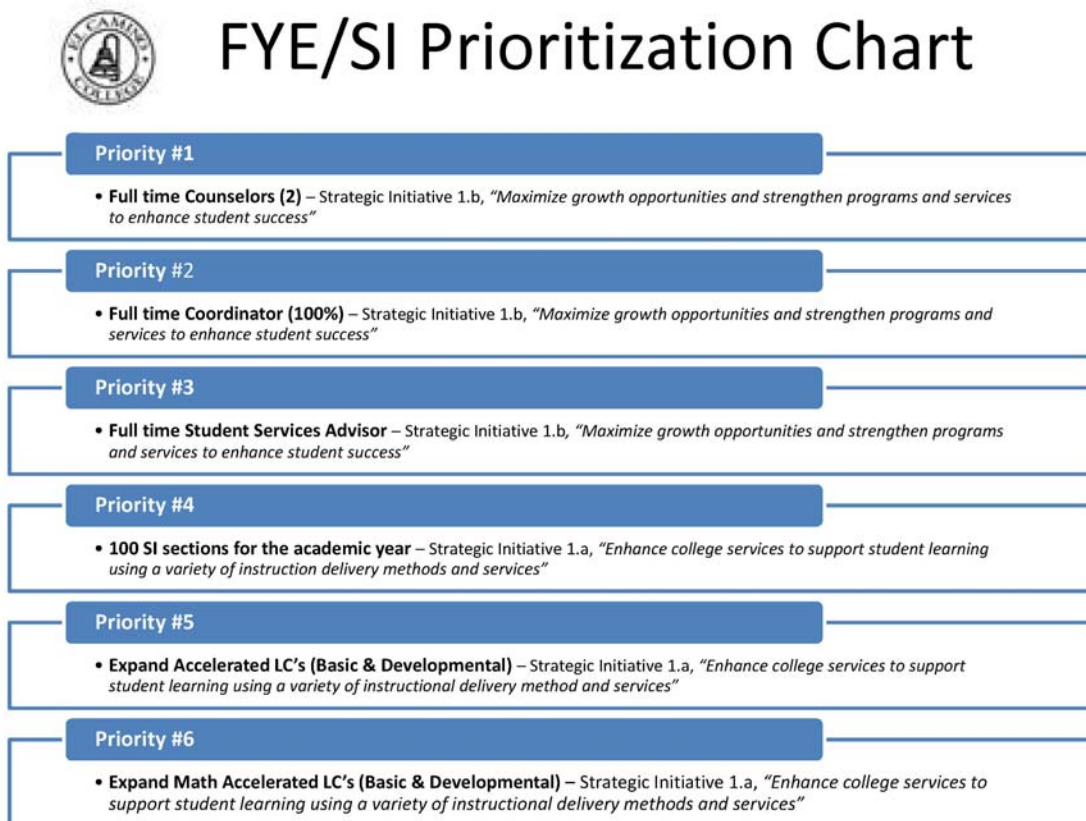 EL CAMINO
COLLEGE
FYE/SI Prioritization Chart
Priority #1
• Full time Counselors (2) – Strategic Initiative 1.b, “Maximize growth opportunities and strengthen programs and services
to enhance student success”
Priority #2
• Full time Coordinator (100%) – Strategic Initiative 1.b, “Maximize growth opportunities and strengthen programs and
services to enhance student success”
Priority #3
• Full time Student Services Advisor – Strategic Initiative 1.b, “Maximize growth opportunities and strengthen programs
and services to enhance student success”
Priority #4
• 100 SI sections for the academic year – Strategic Initiative 1.a, “Enhance college services to support student learning
using a variety of instruction delivery methods and services”
Priority #5
• Expand Accelerated LC’s (Basic & Developmental) – Strategic Initiative 1.a, “Enhance college services to support
student learning using a variety of instructional delivery method and services”
Priority #6
• Expand Math Accelerated LC’s (Basic & Developmental) – Strategic Initiative 1.a, “Enhance college services to
support student learning using a variety of instructional delivery methods and services”